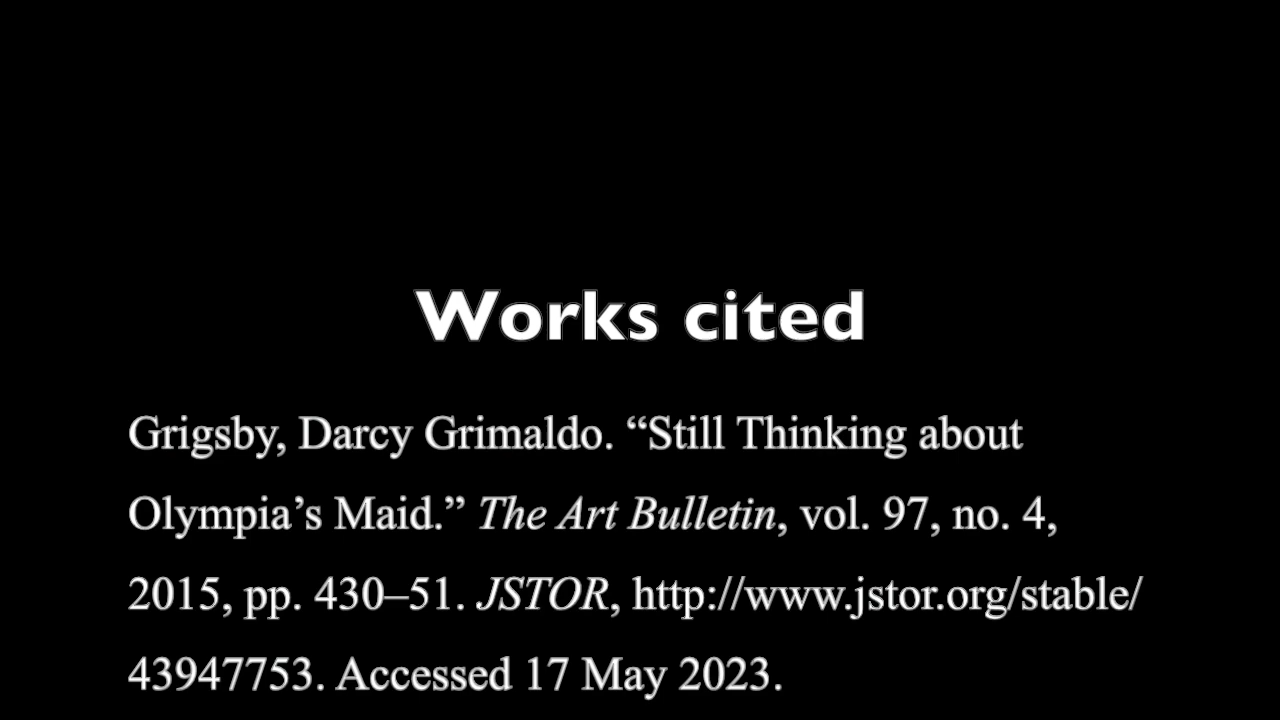 Works cited
Grigsby, Darcy Grimaldo. “Still Thinking about
Olympia’s Maid.” The Art Bulletin, vol. 97, no. 4,
2015, pp. 430–51. JSTOR, http://www.jstor.org/stable/
43947753. Accessed 17 May 2023.